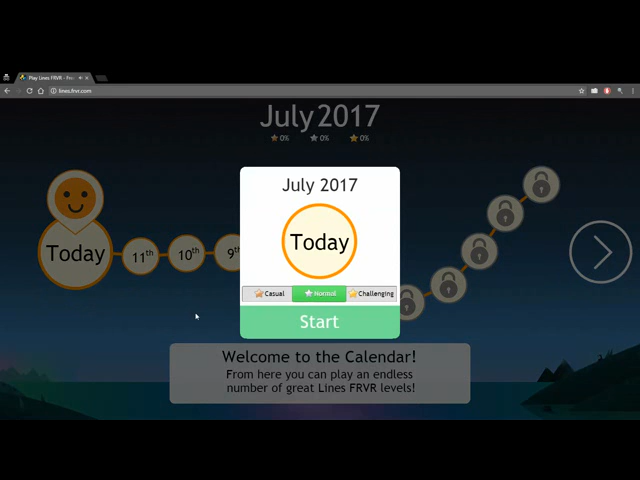 Play Lines FRVR - Fre
lines.frvr.com
July 2017
0% 0% 0%
July 2017
Today
Today
11th
10th
9th
Casual
Normal
Challenging
Start
Welcome to the Calendar!
From here you can play an endless
number of great Lines FRVR levels!